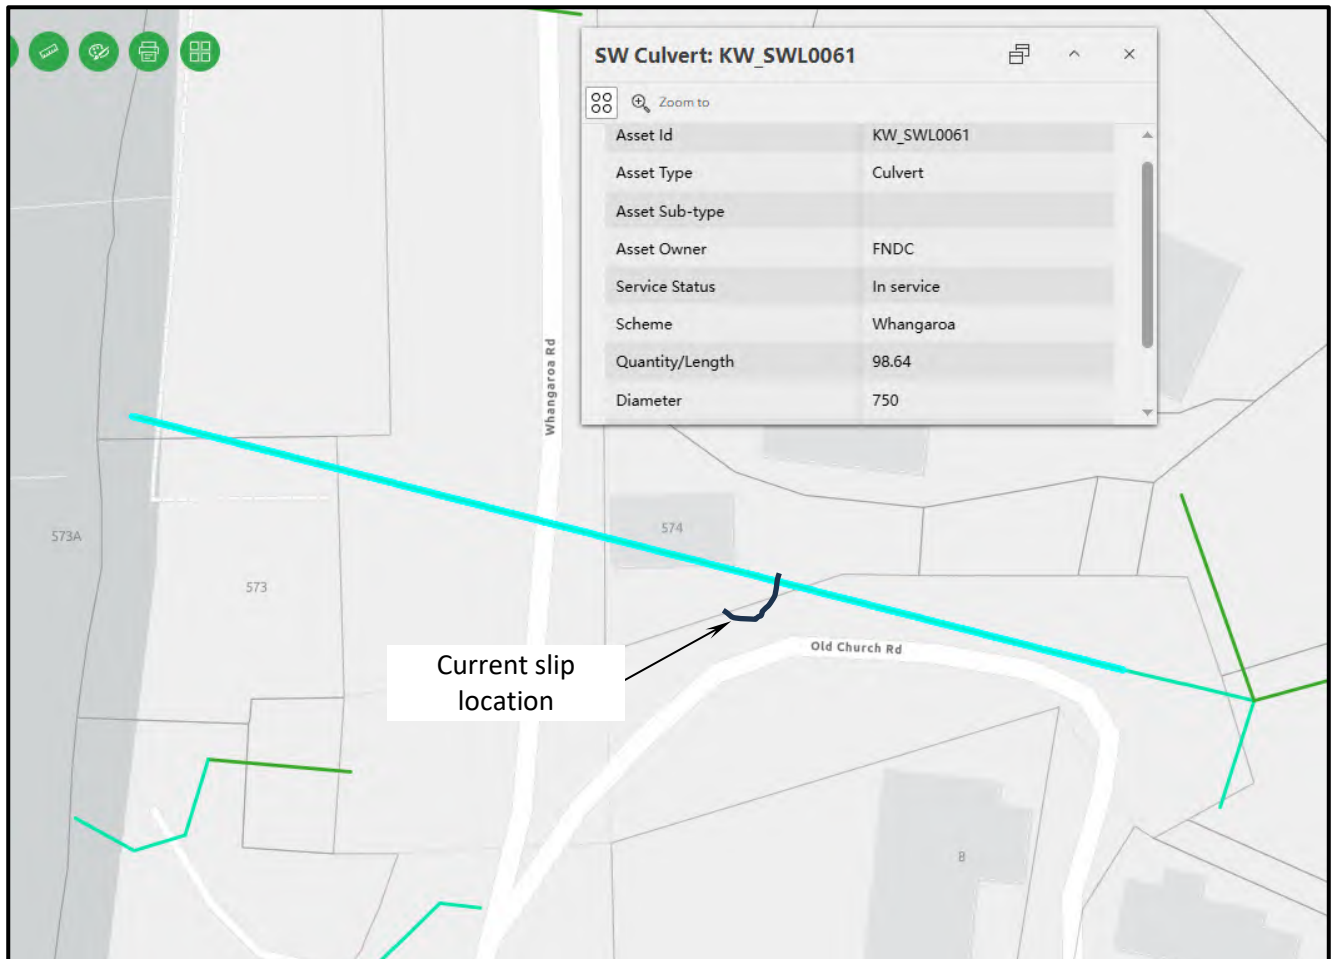 SW Culvert: KW_SWL0061
Zoom to
Asset Id KW_SWL0061
Asset Type Culvert
Asset Sub-type
Asset Owner FNDC
Service Status In service
Scheme Whangaroa
Quantity/Length 98.64
Diameter 750
Whangaroa Rd
573A
573
574
Old Church Rd
Current slip
location
8